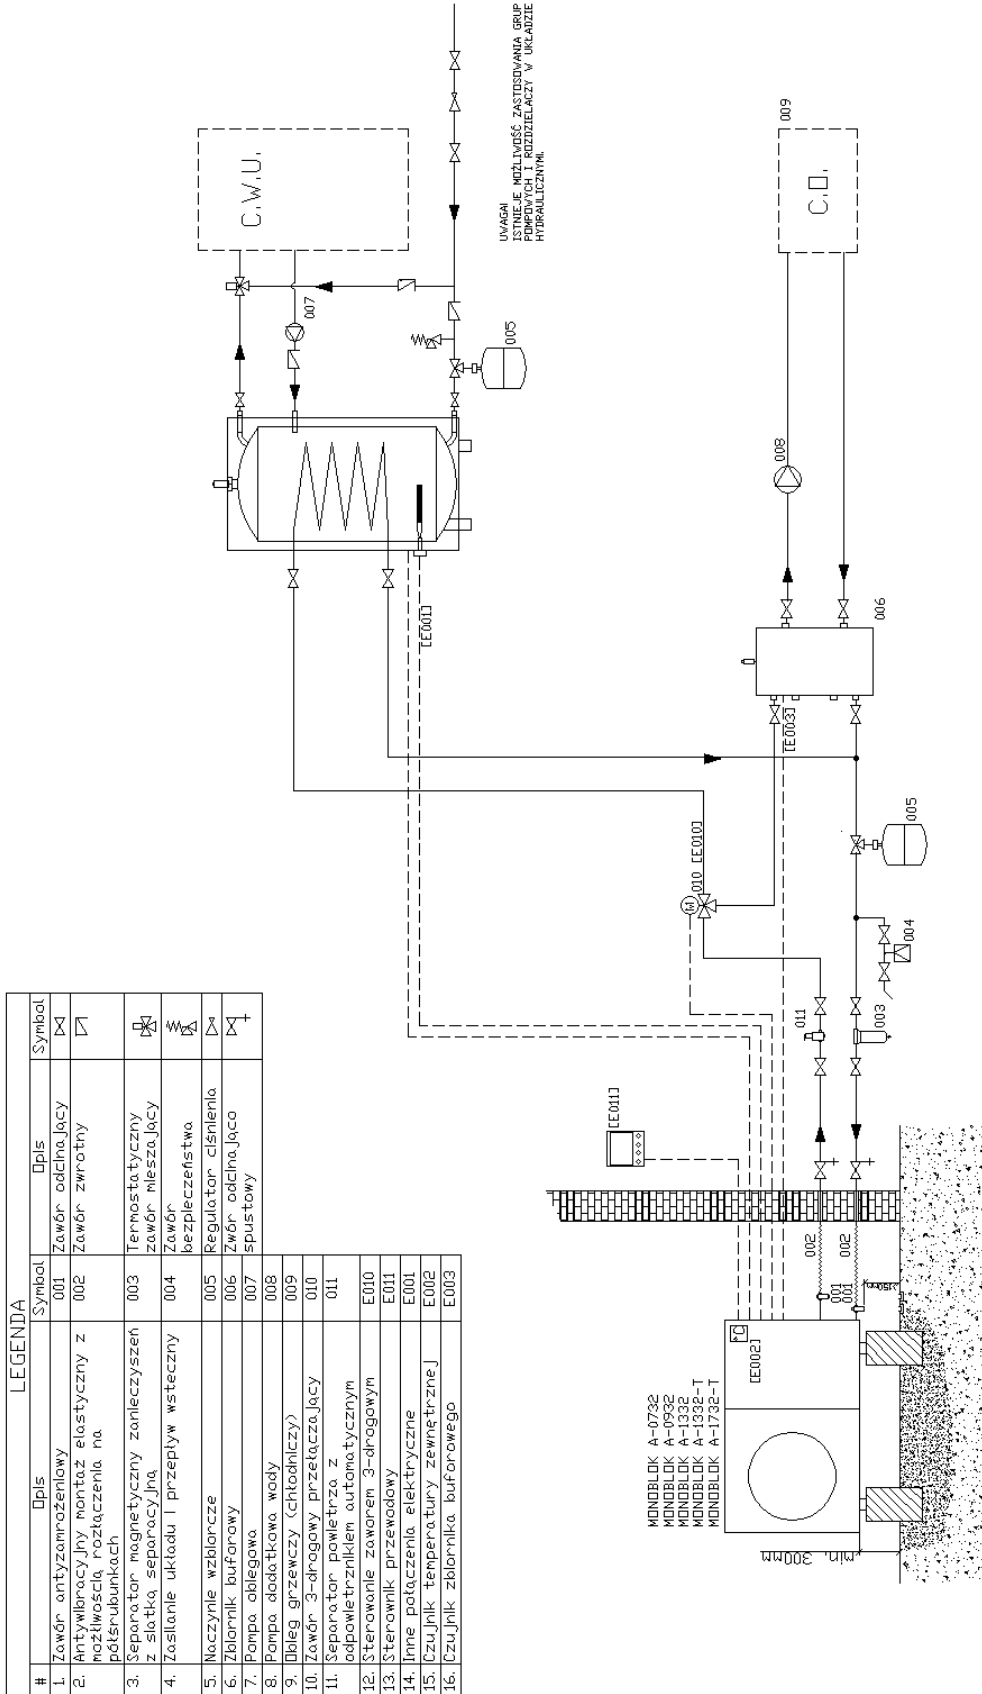 LEGENDA
# Opis Symbol Opis Symbol
1. Zawór antyzamrożeniowy 001 Zawór odcinający
2. Antywibracyjny montaż elastyczny z 002 Zawór zwrotny
możliwością rozłączenia na
półśrubunkach
3. Separator magnetyczny zanieczyszeń 003 Termostatyczny
z siatką separacyjną zawór mieszający
4. Zasilanie układu i przepływ wsteczny 004 Zawór
bezpieczeństwa
5. Naczynie wzbiorcze 005 Regulator ciśnienia
6. Zbiornik buforowy 006 Zwór odcinająco
7. Pompa obiegowa 007 spustowy
8. Pompa dodatkowa wody 008
9. Obieg grzewczy (chłodniczy) 009
10. Zawór 3-drogowy przełączający 010
11. Separator powietrza z 011
odpowietrznikiem automatycznym
12. Sterowanie zaworem 3-drogowym E010
13. Sterownik przewodowy E011
14. Inne połączenia elektryczne E001
15. Czujnik temperatury zewnętrznej E002
16. Czujnik zbiornika buforowego E003
C.W.U.
007
005
UWAGA!
ISTNIEJE MOŻLIWOŚĆ ZASTOSOWANIA GRUP
POMPOWYCH I ROZDZIELACZY W UKŁADZIE
HYDRAULICZNYM.
[E001]
009
C.O.
008
006
[E003]
010 [E010]
M
005
004
011
003
[E011]
002
002
001
001
°C
[E002]
MONOBLOK A-0732
MONOBLOK A-0932
MONOBLOK A-1332
MONOBLOK A-1332-T
MONOBLOK A-1732-T
min. 300mm